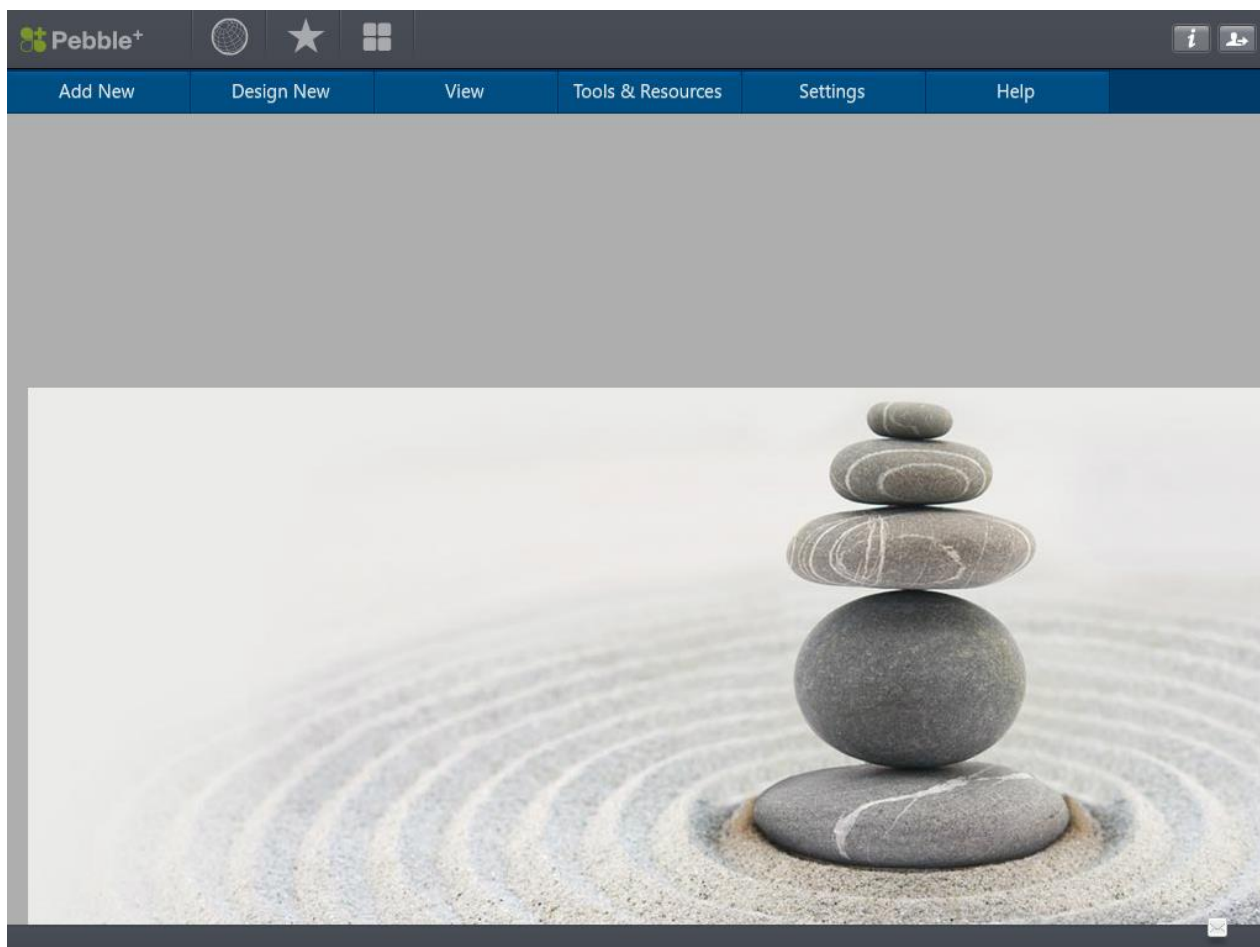 Pebble+
i
Add New
Design New
View
Tools & Resources
Settings
Help